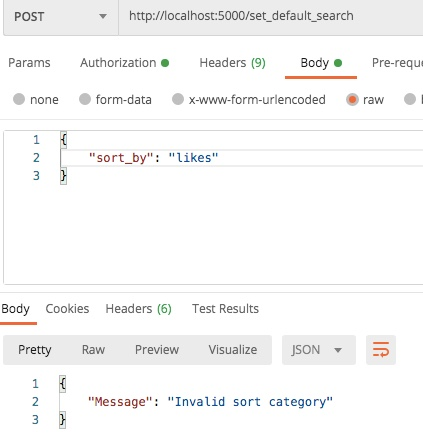 POST http://localhost:5000/set_default_search
Params Authorization Headers (9) Body Pre-reque
none form-data x-www-form-urlencoded raw
1 {
2 "sort_by": "likes"
3 }
Body Cookies Headers (6) Test Results
Pretty Raw Preview Visualize JSON
1 {
2 "Message": "Invalid sort category"
3 }